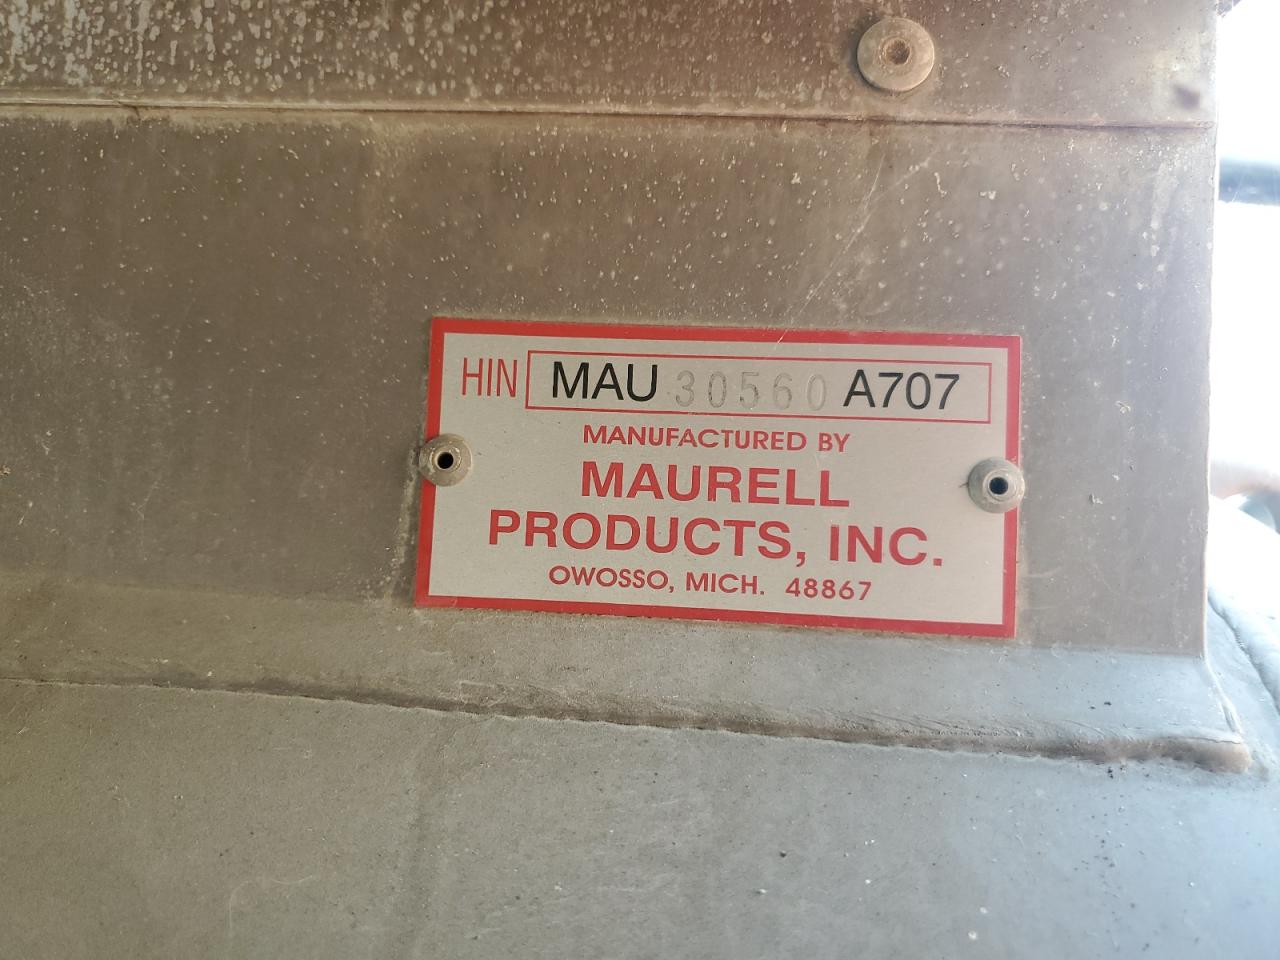 HIN MAU 30560 A707
MANUFACTURED BY
MAURELL
PRODUCTS, INC.
OWOSSO, MICH. 48867